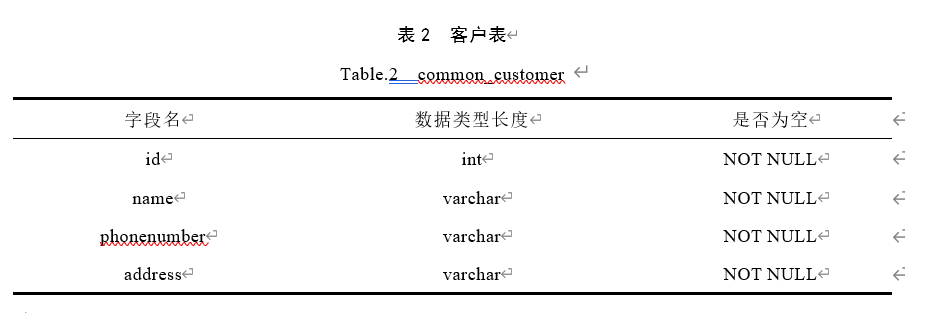 表 2 客户表
Table.2 common_customer
字段名 数据类型长度 是否为空
id int NOT NULL
name varchar NOT NULL
phonenumber varchar NOT NULL
address varchar NOT NULL